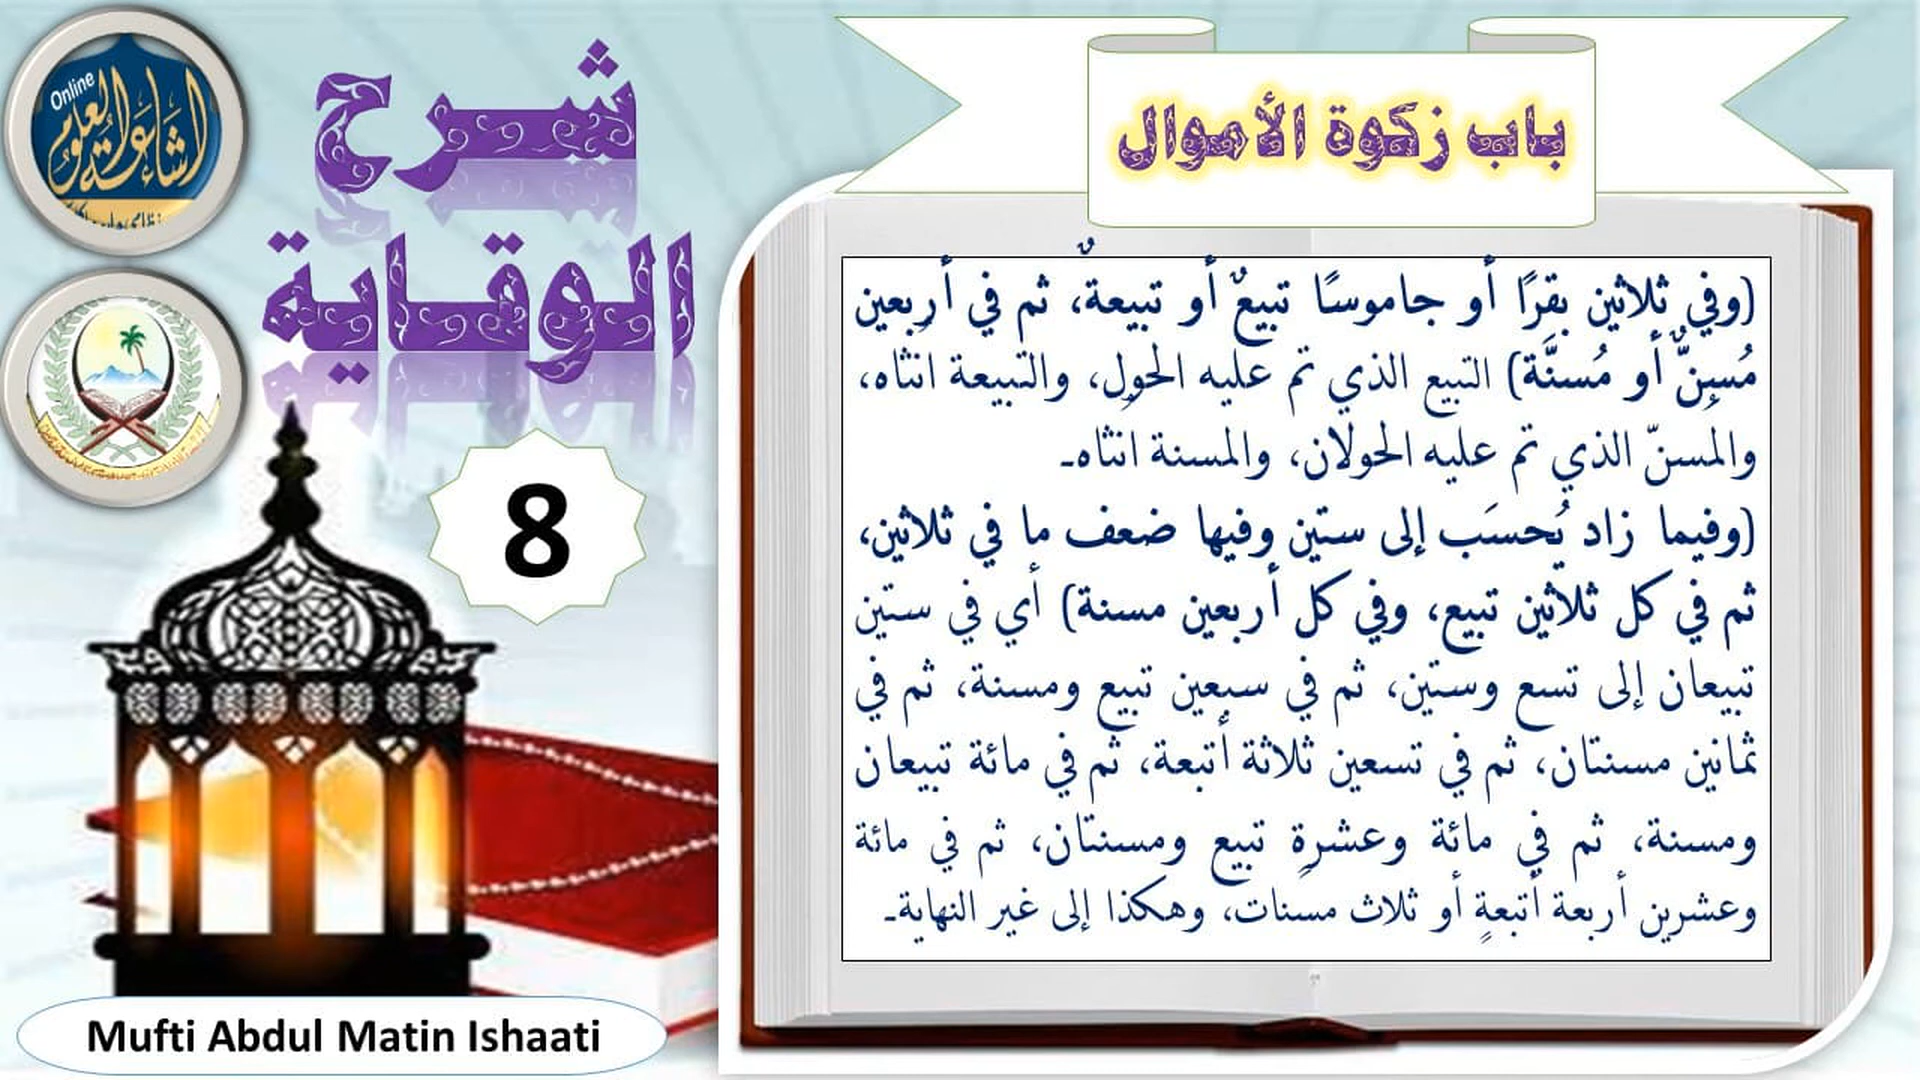 Online
اشاعة العلوم
شرح
الوقاية
8
Mufti Abdul Matin Ishaati
باب زكوة الأموال
(وفي ثلاثين بقرًا أو جاموسًا تبيعٌ أو تبيعةٌ، ثم في أربعين
مُسِنٌّ أو مُسنَّة) التبيع الذي تم عليه الحول، والتبيعة انثاه،
والمُسِنّ الذي تم عليه الحولان، والمسنة انثاه۔
(وفيما زاد يُحسَب إلى ستين وفيها ضعف ما في ثلاثين،
ثم في كل ثلاثين تبيع، وفي كل أربعين مسنة) أي في ستين
تبيعان إلى تسع وستين، ثم في سبعين تبيع ومسنة، ثم في
ثمانين مسنتان، ثم في تسعين ثلاثة أتبعة، ثم في مائة تبيعان
ومسنة، ثم في مائة وعشرةٍ تبيع ومسنتان، ثم في مائة
وعشرين أربعة أتبعةٍ أو ثلاث مسنات، وهكذا إلى غير النهاية۔